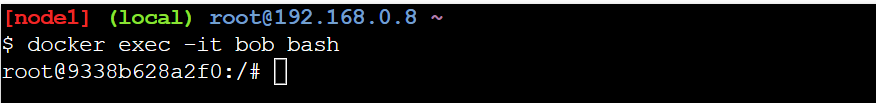 [node1] (local) root@192.168.0.8 ~
$ docker exec -it bob bash
root@9338b628a2f0:/#